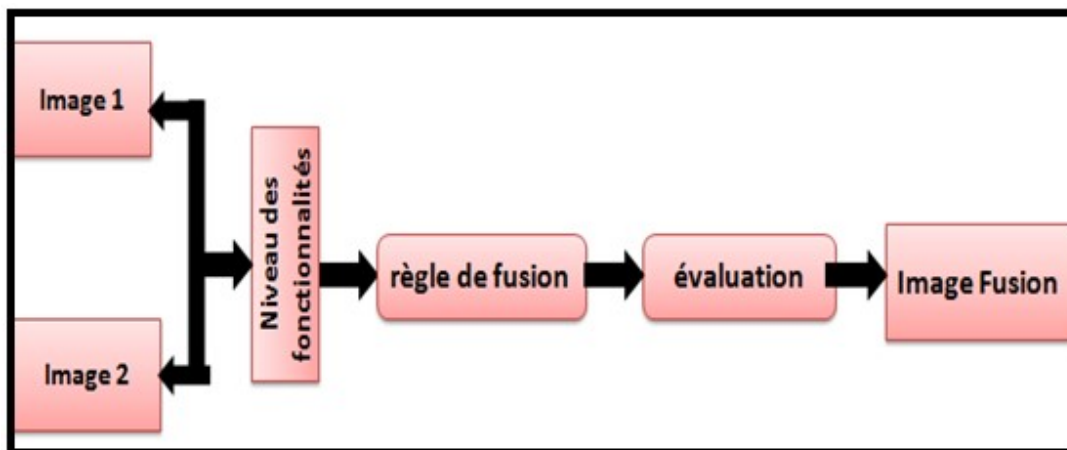 Image 1
Niveau des
fonctionnalités
règle de fusion
évaluation
Image Fusion
Image 2